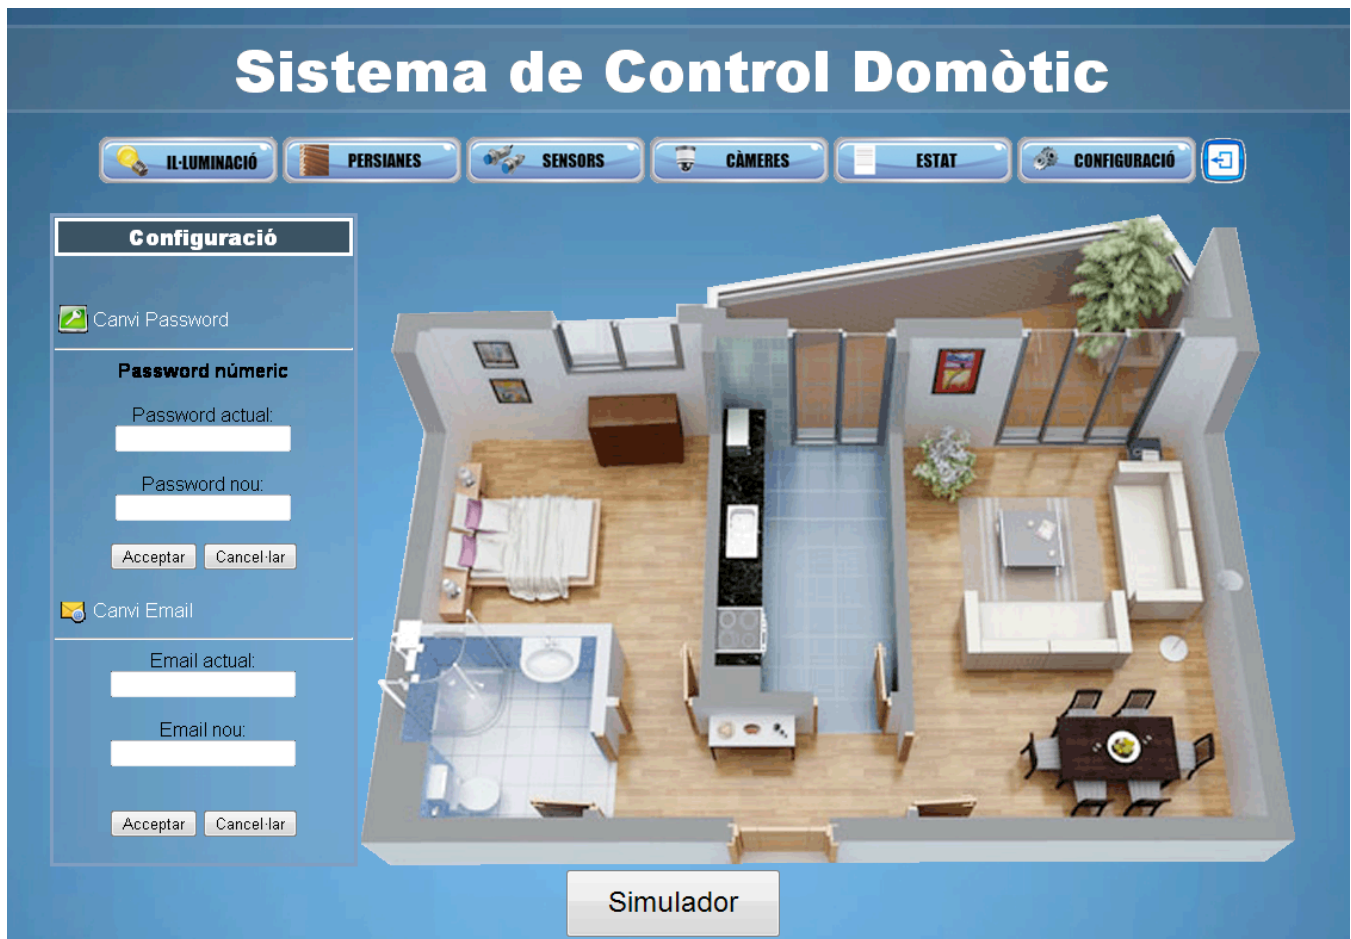 Sistema de Control Domòtic
IL·LUMINACIÓ
PERSIANES
SENSORS
CÀMERES
ESTAT
CONFIGURACIÓ
Configuració
Canvi Password
Password númeric
Password actual:
Password nou:
Acceptar Cancel·lar
Canvi Email
Email actual:
Email nou:
Acceptar Cancel·lar
Simulador